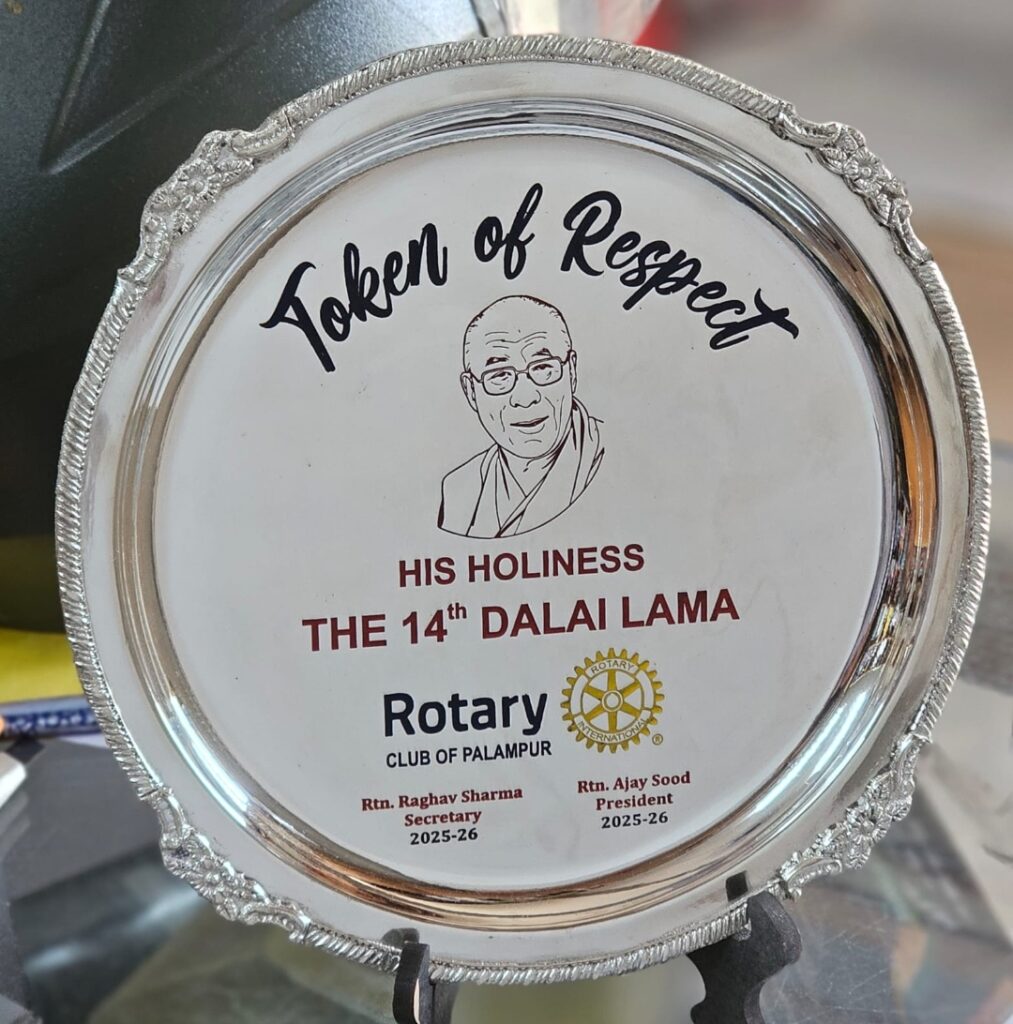 Token of Respect
HIS HOLINESS
THE 14th DALAI LAMA
Rotary
CLUB OF PALAMPUR
ROTARY
INTERNATIONAL
®
Rtn. Raghav Sharma
Secretary
2025-26
Rtn. Ajay Sood
President
2025-26